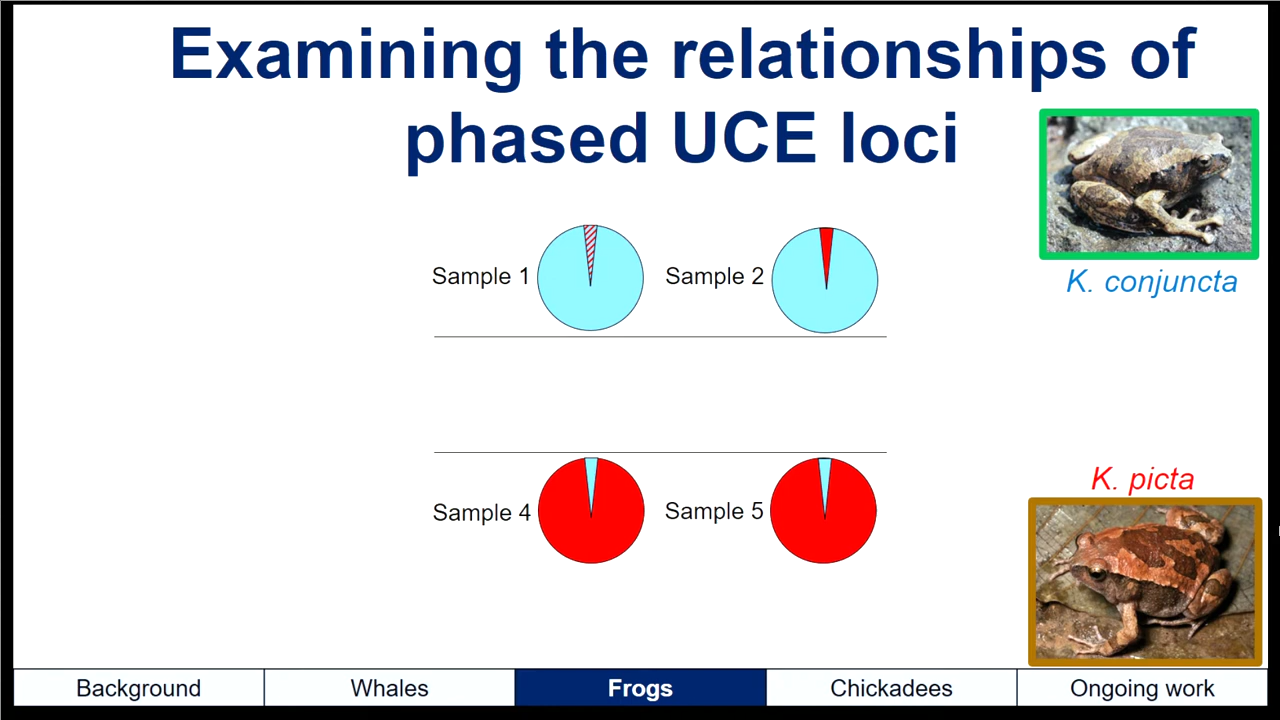 Examining the relationships of
phased UCE loci
Sample 1
Sample 2
K. conjuncta
K. picta
Sample 4
Sample 5
Background
Whales
Frogs
Chickadees
Ongoing work